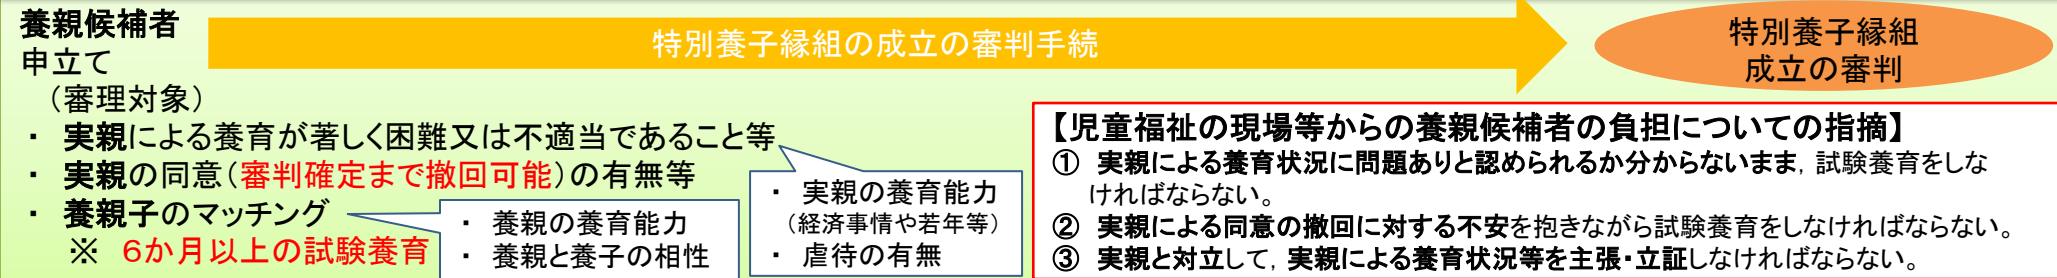 養親候補者
申立て
（審理対象）
特別養子縁組の成立の審判手続
特別養子縁組
成立の審判
・ 実親による養育が著しく困難又は不適当であること等
・ 実親の同意（審判確定まで撤回可能）の有無等
・ 養親子のマッチング
※ ６か月以上の試験養育
・ 養親の養育能力
・ 養親と養子の相性
・ 実親の養育能力
（経済事情や若年等）
・ 虐待の有無
【児童福祉の現場等からの養親候補者の負担についての指摘】
① 実親による養育状況に問題ありと認められるか分からないまま，試験養育をしな
ければならない。
② 実親による同意の撤回に対する不安を抱きながら試験養育をしなければならない。
③ 実親と対立して，実親による養育状況等を主張・立証しなければならない。